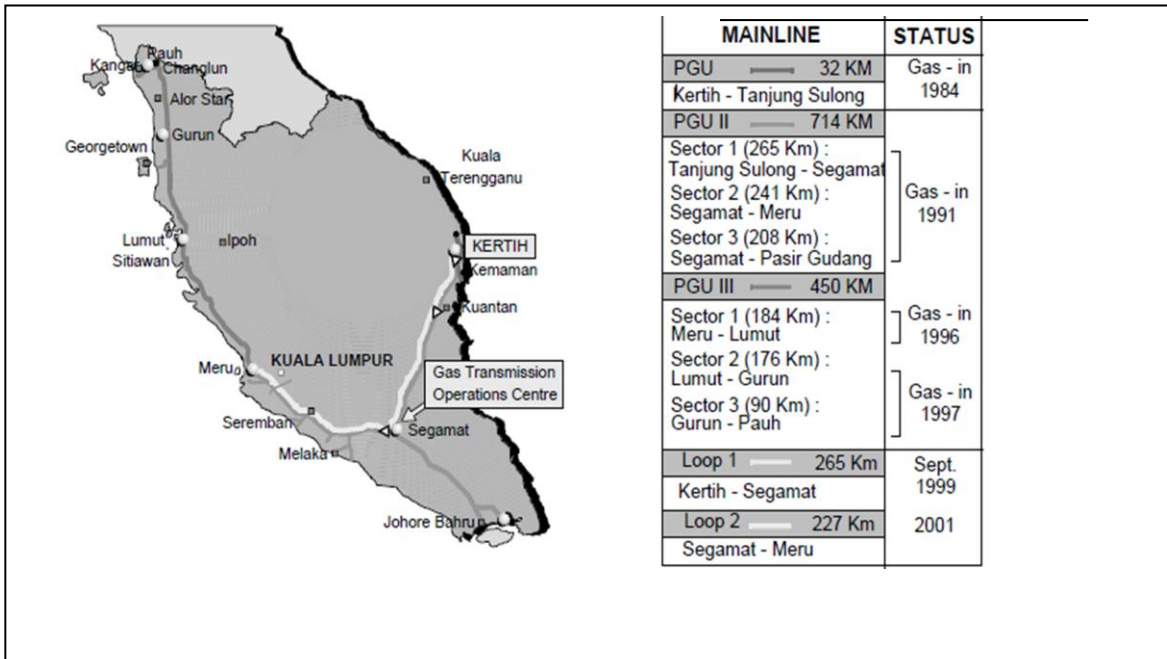 Pauh
Kangar
Changlun
Alor Star
Gurun
Georgetown
Kuala
Terengganu
Lumut
Sitiawan
Ipoh
KERTIH
Kemaman
Kuantan
Meru
KUALA LUMPUR
Gas Transmission
Operations Centre
Seremban
Segamat
Melaka
Johore Bahru
MAINLINE STATUS
PGU 32 KM Gas - in
1984
Kertih - Tanjung Sulong
PGU II 714 KM
Sector 1 (265 Km) :
Tanjung Sulong - Segamat
Sector 2 (241 Km) :
Segamat - Meru
Sector 3 (208 Km) :
Segamat - Pasir Gudang
Gas - in
1991
PGU III 450 KM
Sector 1 (184 Km) :
Meru - Lumut
Gas - in
1996
Sector 2 (176 Km) :
Lumut - Gurun
Sector 3 (90 Km) :
Gurun - Pauh
Gas - in
1997
Loop 1 265 Km Sept.
1999
Kertih - Segamat
Loop 2 227 Km 2001
Segamat - Meru